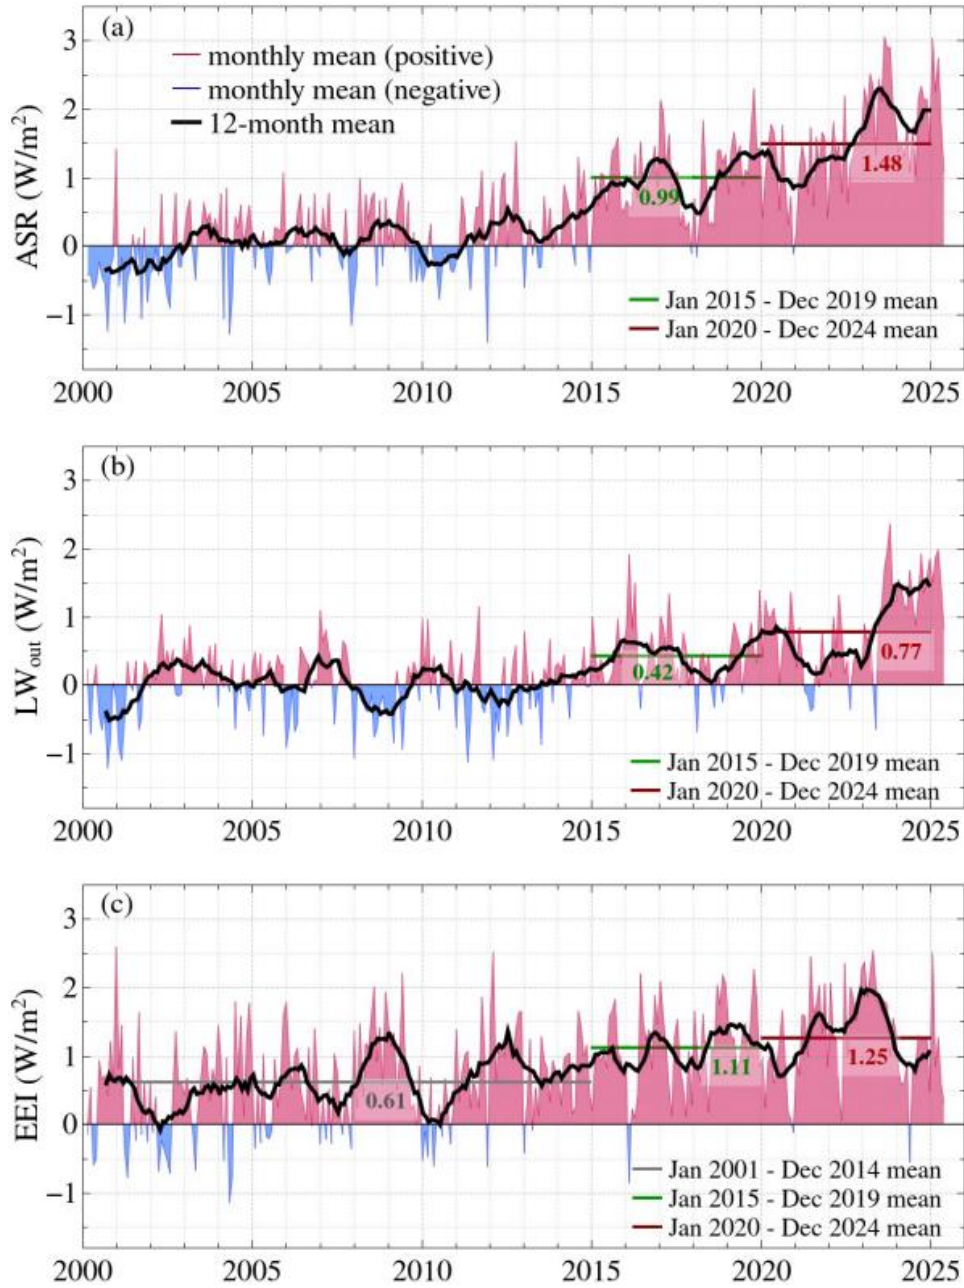 (a)
monthly mean (positive)
monthly mean (negative)
12-month mean
ASR (W/m²)
3
2
1
0
−1
0.99
1.48
Jan 2015 - Dec 2019 mean
Jan 2020 - Dec 2024 mean
2000 2005 2010 2015 2020 2025
(b)
LWout (W/m²)
3
2
1
0
−1
0.42
0.77
Jan 2015 - Dec 2019 mean
Jan 2020 - Dec 2024 mean
2000 2005 2010 2015 2020 2025
(c)
EEI (W/m²)
3
2
1
0
−1
0.61
1.11
1.25
Jan 2001 - Dec 2014 mean
Jan 2015 - Dec 2019 mean
Jan 2020 - Dec 2024 mean
2000 2005 2010 2015 2020 2025